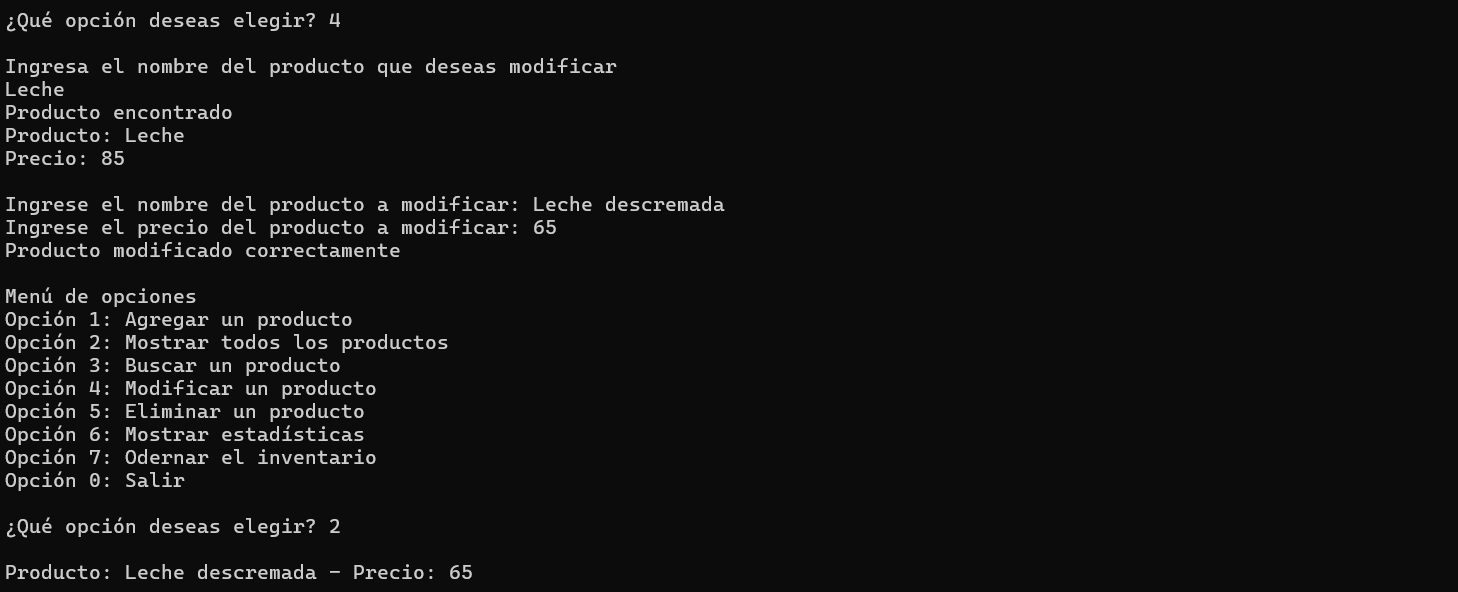 ¿Qué opción deseas elegir? 4
Ingresa el nombre del producto que deseas modificar
Leche
Producto encontrado
Producto: Leche
Precio: 85
Ingrese el nombre del producto a modificar: Leche descremada
Ingrese el precio del producto a modificar: 65
Producto modificado correctamente
Menú de opciones
Opción 1: Agregar un producto
Opción 2: Mostrar todos los productos
Opción 3: Buscar un producto
Opción 4: Modificar un producto
Opción 5: Eliminar un producto
Opción 6: Mostrar estadísticas
Opción 7: Odernar el inventario
Opción 0: Salir
¿Qué opción deseas elegir? 2
Producto: Leche descremada - Precio: 65